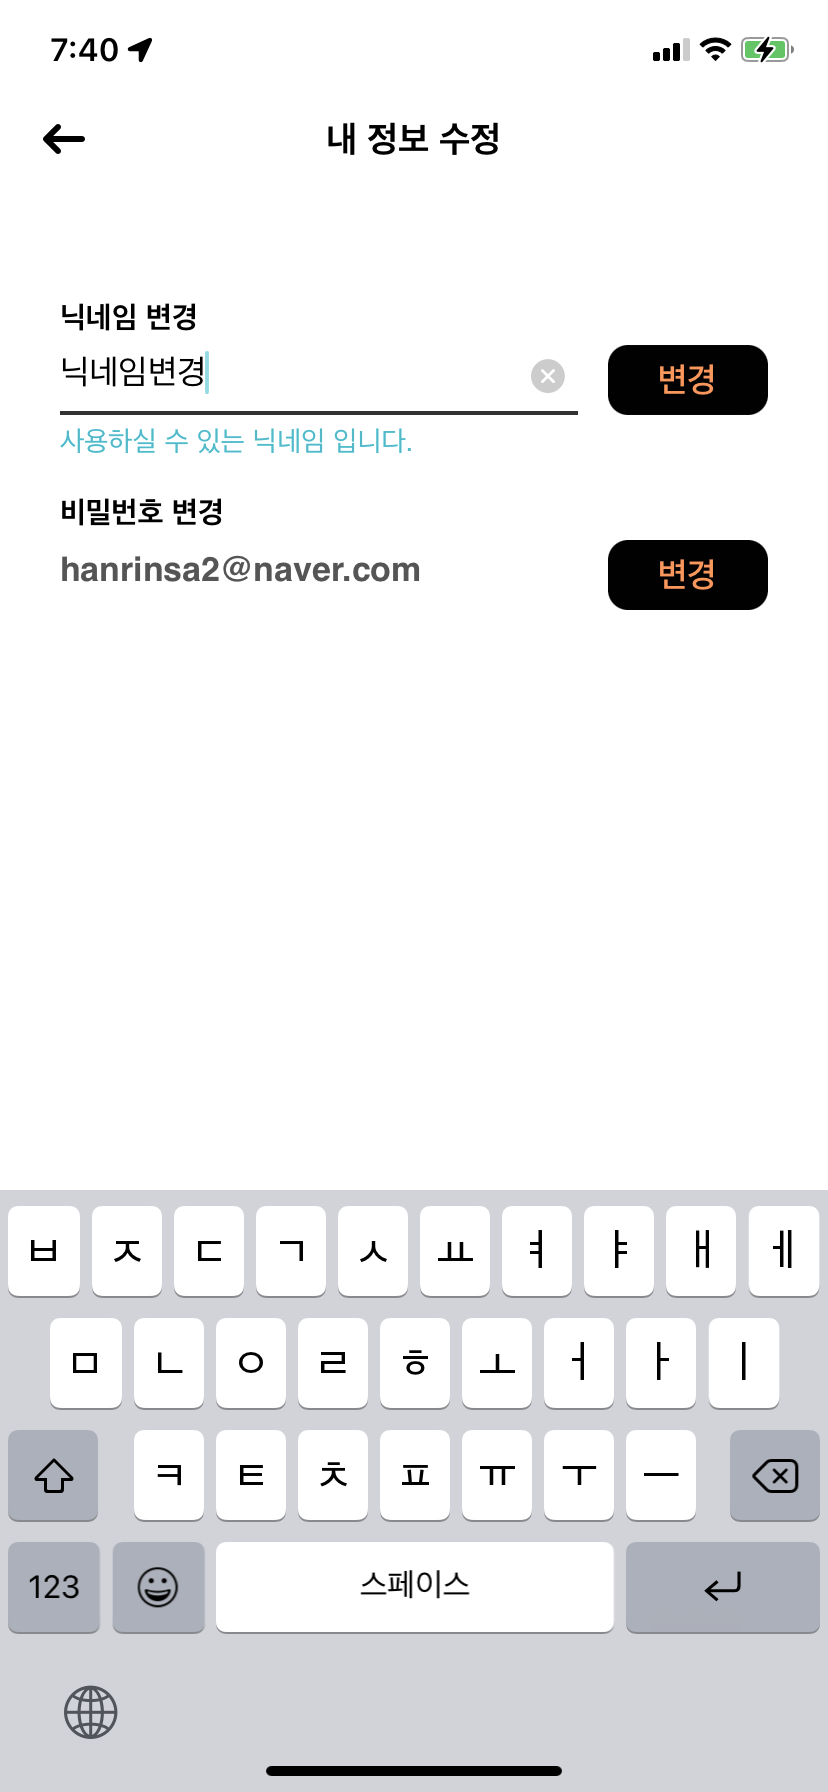 7:40
내 정보 수정
닉네임 변경
닉네임변경
변경
사용하실 수 있는 닉네임 입니다.
비밀번호 변경
hanrinsa2@naver.com
변경
ㅂ ㅈ ㄷ ㄱ ㅅ ㅛ ㅕ ㅑ ㅐ ㅔ
ㅁ ㄴ ㅇ ㄹ ㅎ ㅗ ㅓ ㅏ ㅣ
ㅋ ㅌ ㅊ ㅍ ㅠ ㅜ ㅡ
123 스페이스